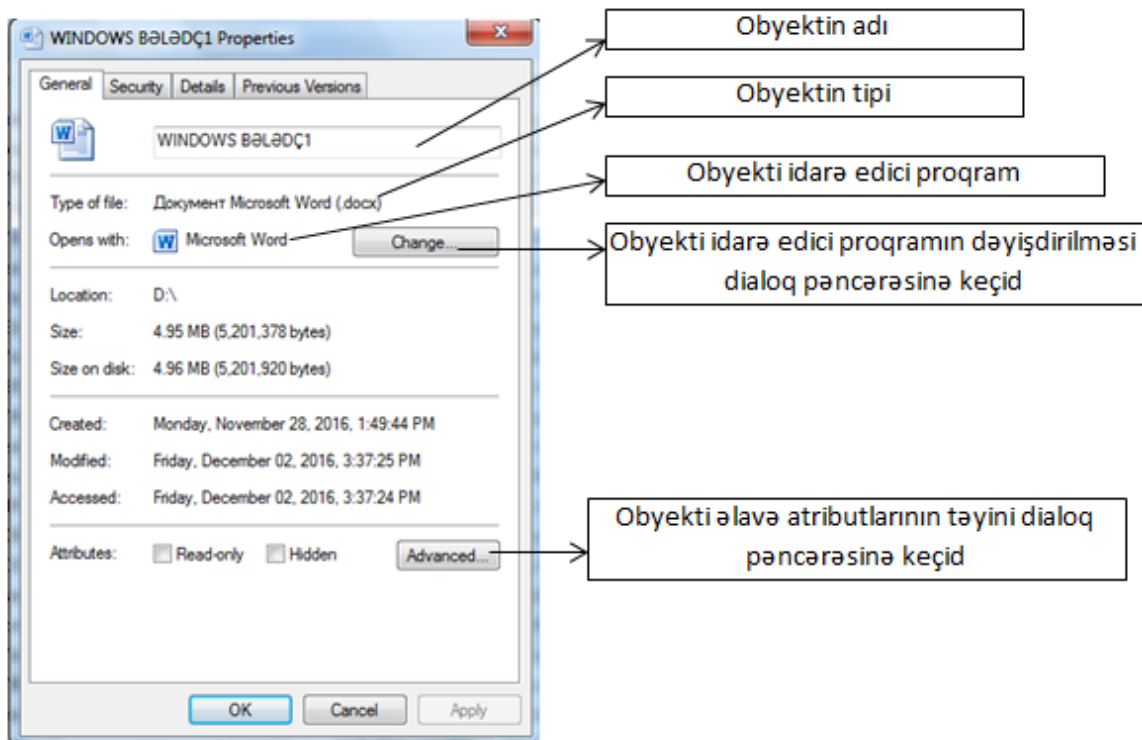 WINDOWS BƏLƏDÇ1 Properties
Obyektin adı
General Security Details Previous Versions
Obyektin tipi
WINDOWS BƏLƏDÇ1
Obyekti idarə edici proqram
Type of file: Документ Microsoft Word (.docx)
Opens with: Microsoft Word Change...
Obyekti idarə edici proqramın dəyişdirilməsi
dialoq pəncərəsinə keçid
Location: D:\
Size: 4.95 MB (5,201,378 bytes)
Size on disk: 4.96 MB (5,201,920 bytes)
Created: Monday, November 28, 2016, 1:49:44 PM
Modified: Friday, December 02, 2016, 3:37:25 PM
Accessed: Friday, December 02, 2016, 3:37:24 PM
Obyekti əlavə atributlarının təyini dialoq
pəncərəsinə keçid
Attributes: Read-only Hidden Advanced...
OK Cancel Apply